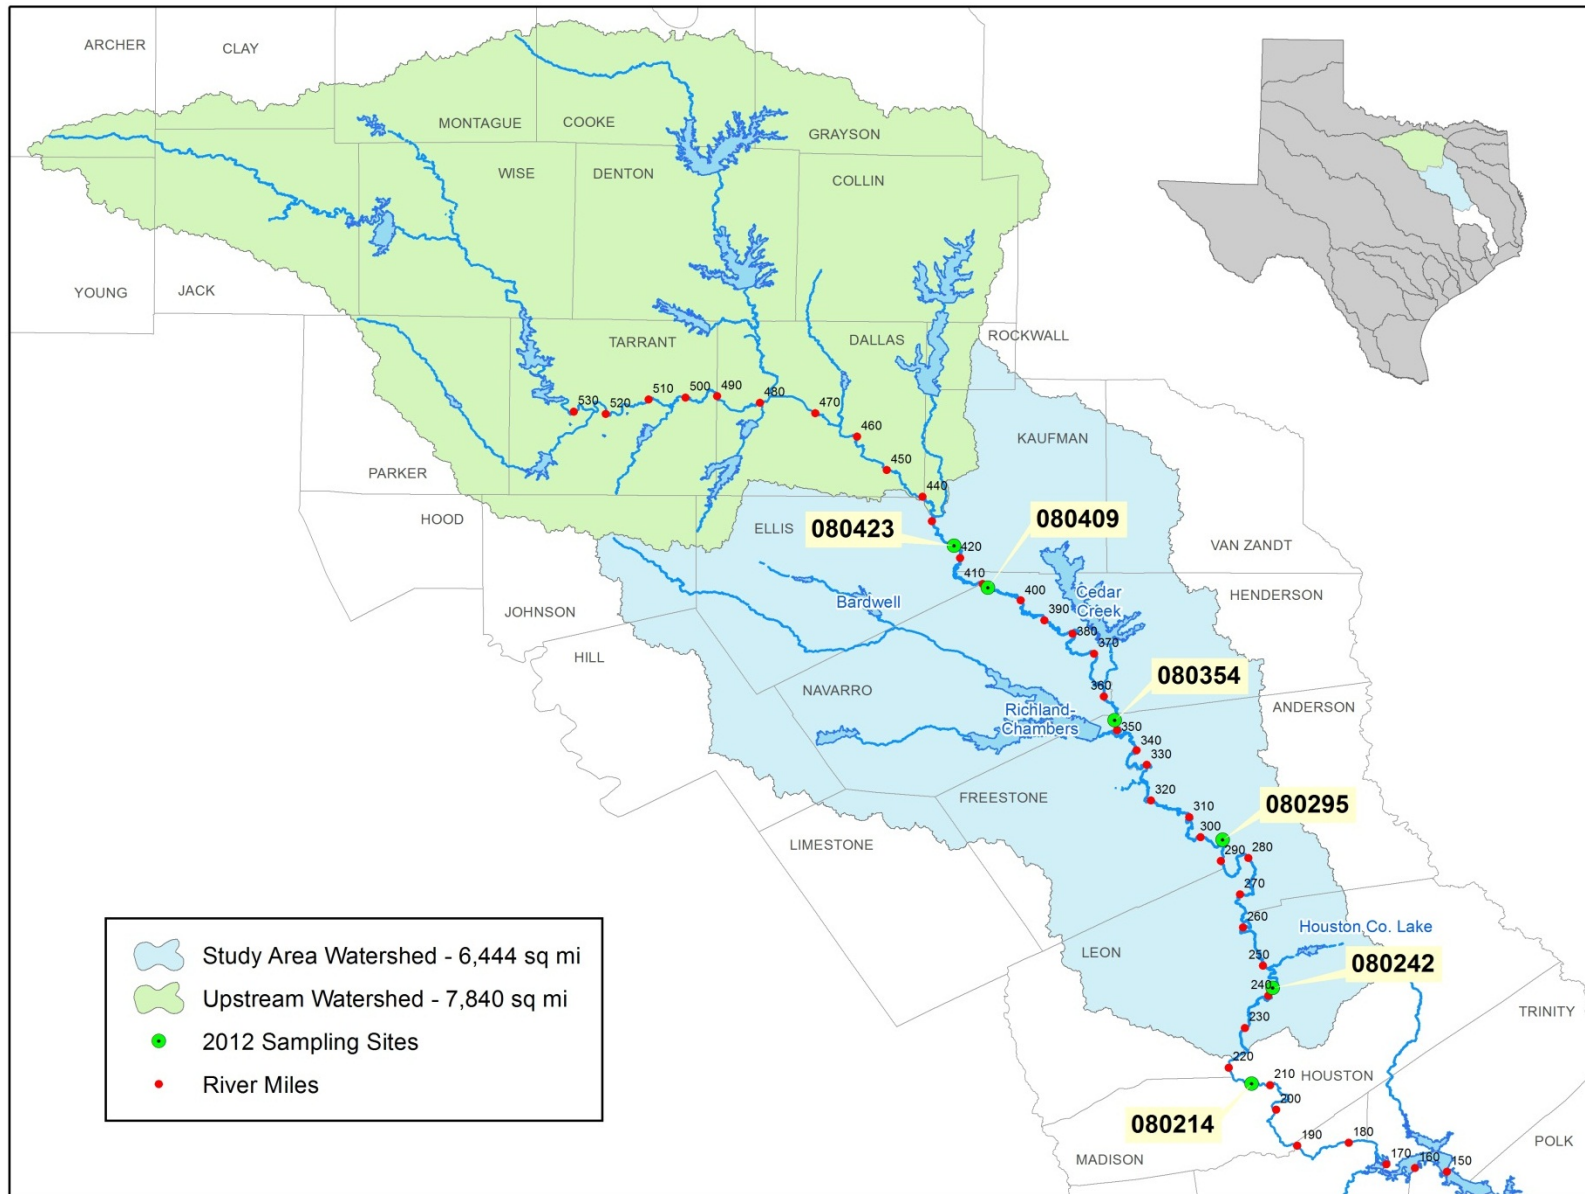 ARCHER
CLAY
MONTAGUE
COOKE
GRAYSON
WISE
DENTON
COLLIN
YOUNG
JACK
TARRANT
DALLAS
ROCKWALL
530
520
510
500
490
480
470
460
450
440
PARKER
KAUFMAN
HOOD
ELLIS
080423
080409
420
410
400
390
380
370
360
VAN ZANDT
JOHNSON
Bardwell
Cedar
Creek
HENDERSON
HILL
NAVARRO
Richland-
Chambers
080354
ANDERSON
350
340
330
320
310
300
290
280
270
260
250
240
230
220
210
200
190
180
170
160
150
FREESTONE
080295
LIMESTONE
LEON
Houston Co. Lake
080242
TRINITY
HOUSTON
080214
MADISON
POLK
Study Area Watershed - 6,444 sq mi
Upstream Watershed - 7,840 sq mi
2012 Sampling Sites
River Miles